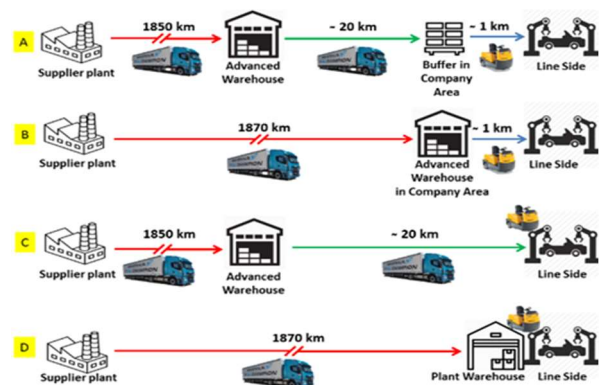 A
1850 km
~ 20 km
~ 1 km
Supplier plant
Advanced
Warehouse
Buffer in
Company
Area
Line Side
B
1870 km
~ 1 km
Supplier plant
Advanced
Warehouse
in Company Area
Line Side
C
1850 km
~ 20 km
Supplier plant
Advanced
Warehouse
Line Side
D
1870 km
Supplier plant
Plant Warehouse
Line Side